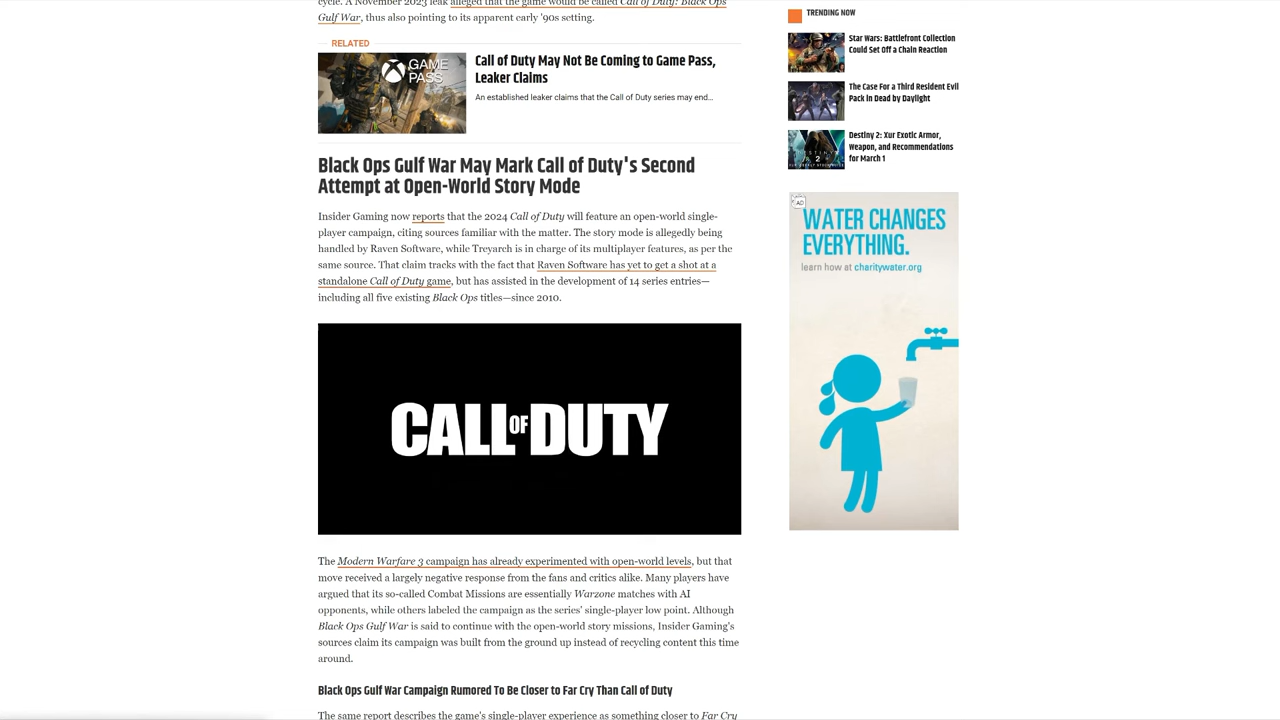 cycle. A November 2023 leak alleged that the game would be called Call of Duty: Black Ops
Gulf War, thus also pointing to its apparent early '90s setting.
RELATED
GAME
PASS
Call of Duty May Not Be Coming to Game Pass,
Leaker Claims
An established leaker claims that the Call of Duty series may end...
Black Ops Gulf War May Mark Call of Duty's Second
Attempt at Open-World Story Mode
Insider Gaming now reports that the 2024 Call of Duty will feature an open-world single-
player campaign, citing sources familiar with the matter. The story mode is allegedly being
handled by Raven Software, while Treyarch is in charge of its multiplayer features, as per the
same source. That claim tracks with the fact that Raven Software has yet to get a shot at a
standalone Call of Duty game, but has assisted in the development of 14 series entries—
including all five existing Black Ops titles—since 2010.
CALL OF DUTY
The Modern Warfare 3 campaign has already experimented with open-world levels, but that
move received a largely negative response from the fans and critics alike. Many players have
argued that its so-called Combat Missions are essentially Warzone matches with AI
opponents, while others labeled the campaign as the series' single-player low point. Although
Black Ops Gulf War is said to continue with the open-world story missions, Insider Gaming's
sources claim its campaign was built from the ground up instead of recycling content this time
around.
Black Ops Gulf War Campaign Rumored To Be Closer to Far Cry Than Call of Duty
The same report describes the game's single-player experience as something closer to Far Cry
TRENDING NOW
Star Wars: Battlefront Collection
Could Set Off a Chain Reaction
The Case For a Third Resident Evil
Pack in Dead by Daylight
DESTINY
2
Destiny 2: Xur Exotic Armor,
Weapon, and Recommendations
for March 1
AD
WATER CHANGES
EVERYTHING.
learn how at charitywater.org